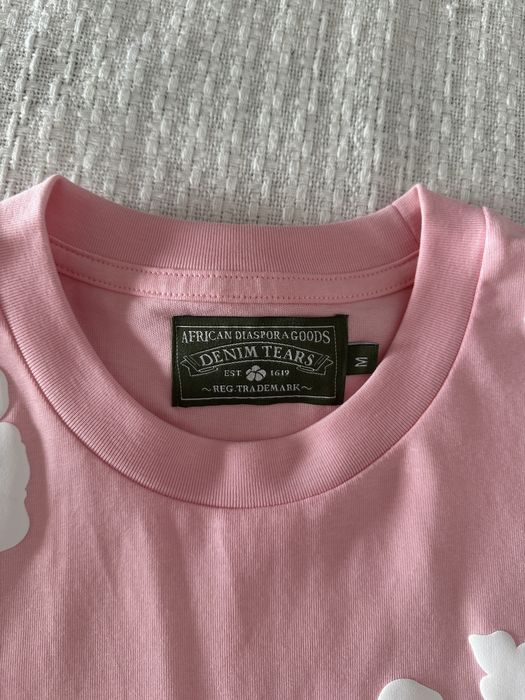 AFRICAN DIASPORA GOODS
DENIM TEARS
EST. 1619
~REG. TRADEMARK~
M